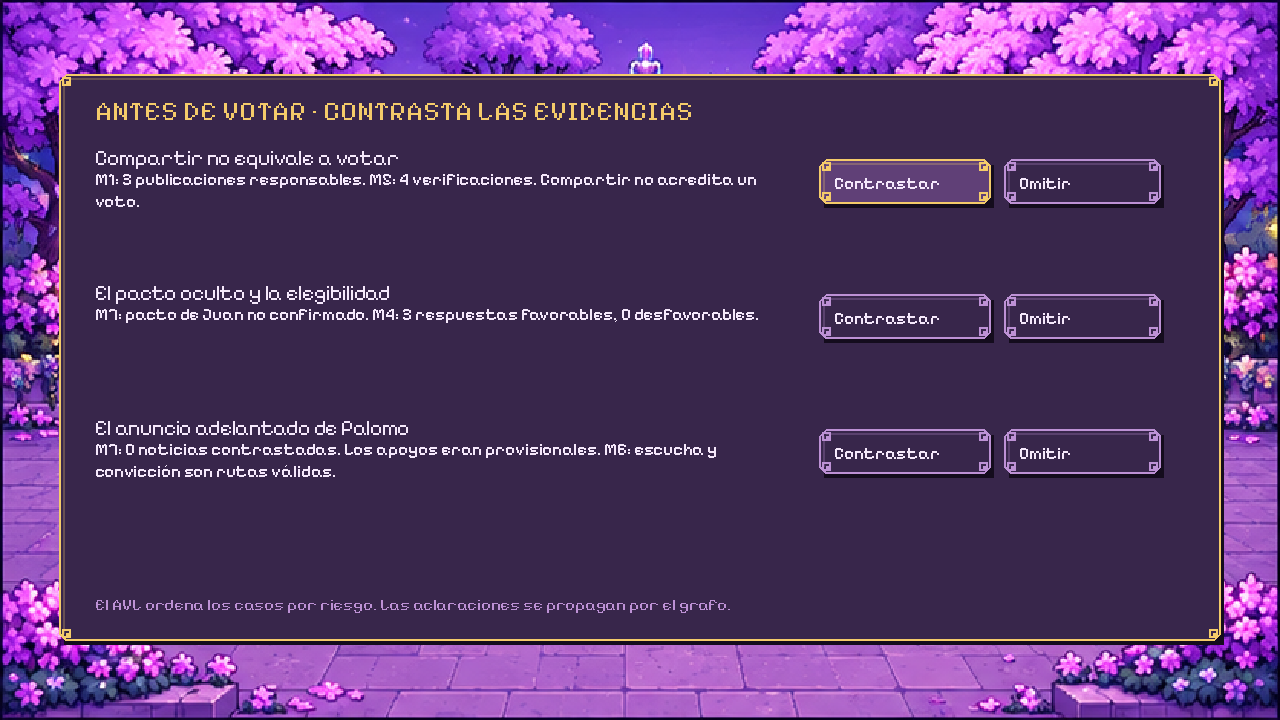 ANTES DE VOTAR · CONTRASTA LAS EVIDENCIAS
Compartir no equivale a votar
M1: 3 publicaciones responsables. M2: 4 verificaciones. Compartir no acredita un
voto.
Contrastar
Omitir
El pacto oculto y la elegibilidad
M7: pacto de Juan no confirmado. M4: 3 respuestas favorables, 0 desfavorables.
Contrastar
Omitir
El anuncio adelantado de Palomo
M7: 0 noticias contrastadas. Los apoyos eran provisionales. M6: escucha y
convicción son rutas válidas.
Contrastar
Omitir
El AVL ordena los casos por riesgo. Las aclaraciones se propagan por el grafo.